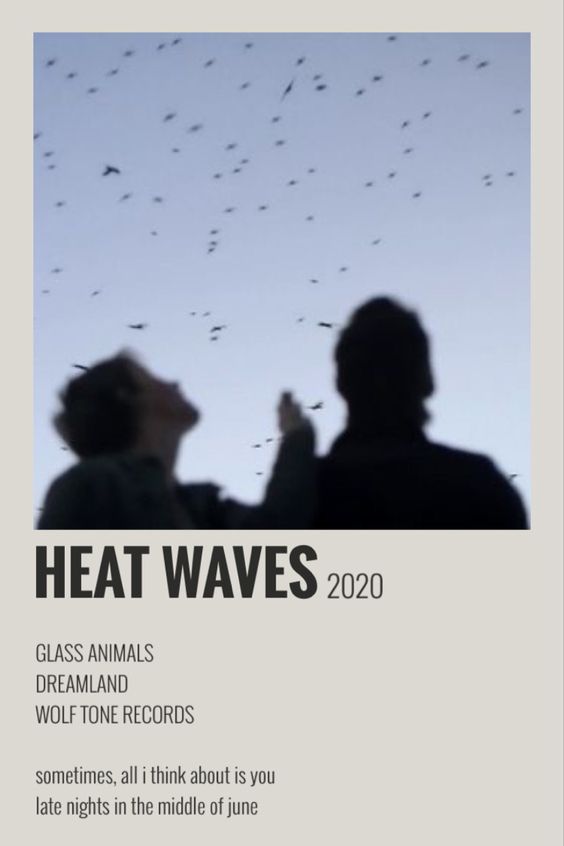 HEAT WAVES 2020
GLASS ANIMALS
DREAMLAND
WOLF TONE RECORDS
sometimes, all i think about is you
late nights in the middle of june